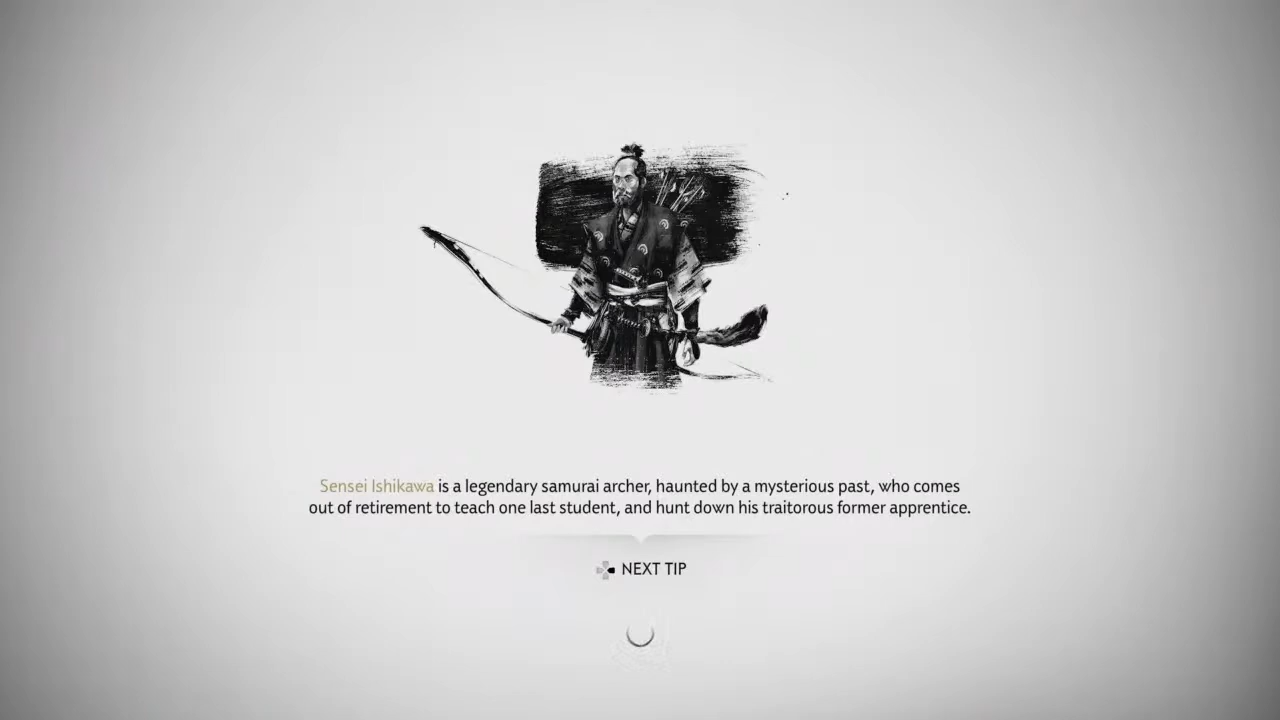 Sensei Ishikawa is a legendary samurai archer, haunted by a mysterious past, who comes
out of retirement to teach one last student, and hunt down his traitorous former apprentice.
NEXT TIP